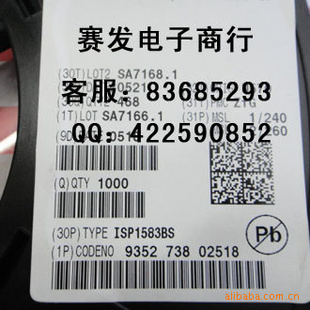 赛发电子商行
(30T)LOT2 SA7168.1
客服：83685293
(1T)LOT SA7166.1
(31P)MSL 1/240
QQ：422590852
(Q)QTY 1000
(30P)TYPE ISP1583BS
Pb
(1P)CODENO 9352 738 02518
alibaba.com.cn